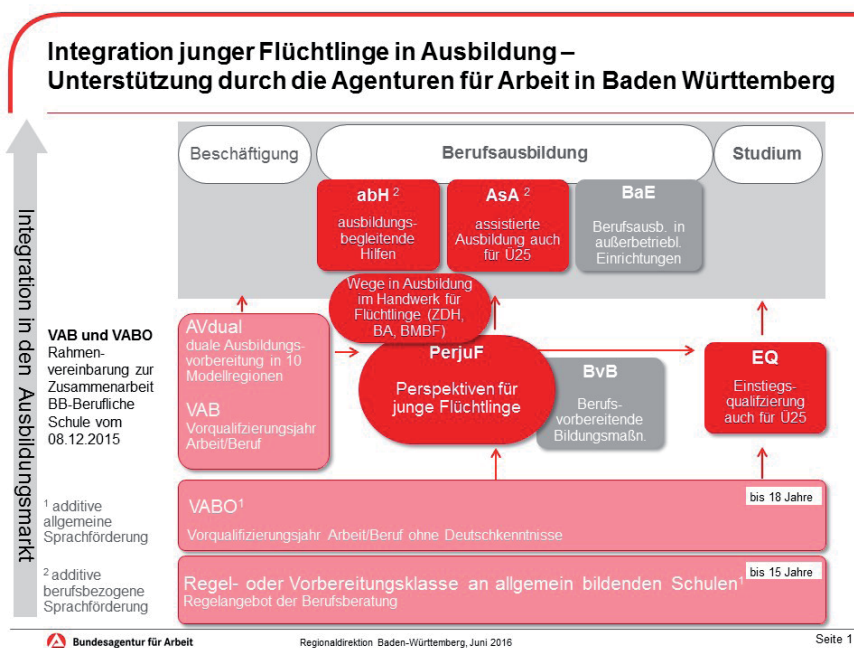 Integration junger Flüchtlinge in Ausbildung –
Unterstützung durch die Agenturen für Arbeit in Baden Württemberg
Integration in den Ausbildungsmarkt
Beschäftigung
Berufsausbildung
Studium
abH ²
ausbildungs-
begleitende
Hilfen
AsA ²
assistierte
Ausbildung auch
für Ü25
BaE
Berufsausb. in
außerbetriebl.
Einrichtungen
Wege in Ausbildung
im Handwerk für
Flüchtlinge (ZDH,
BA, BMBF)
VAB und VABO
Rahmen-
vereinbarung zur
Zusammenarbeit
BB-Berufliche
Schule vom
08.12.2015
AVdual
duale Ausbildungs-
vorbereitung in 10
Modellregionen
VAB
Vorqualifzierungsjahr
Arbeit/Beruf
PerjuF
Perspektiven für
junge Flüchtlinge
BvB
Berufs-
vorbereitende
Bildungsmaßn.
EQ
Einstiegs-
qualifzierung
auch für Ü25
¹ additive
allgemeine
Sprachförderung
VABO¹
bis 18 Jahre
Vorqualifizierungsjahr Arbeit/Beruf ohne Deutschkenntnisse
² additive
berufsbezogene
Sprachförderung
Regel- oder Vorbereitungsklasse an allgemein bildenden Schulen¹
bis 15 Jahre
Regelangebot der Berufsberatung
Bundesagentur für Arbeit
Regionaldirektion Baden-Württemberg, Juni 2016
Seite 1